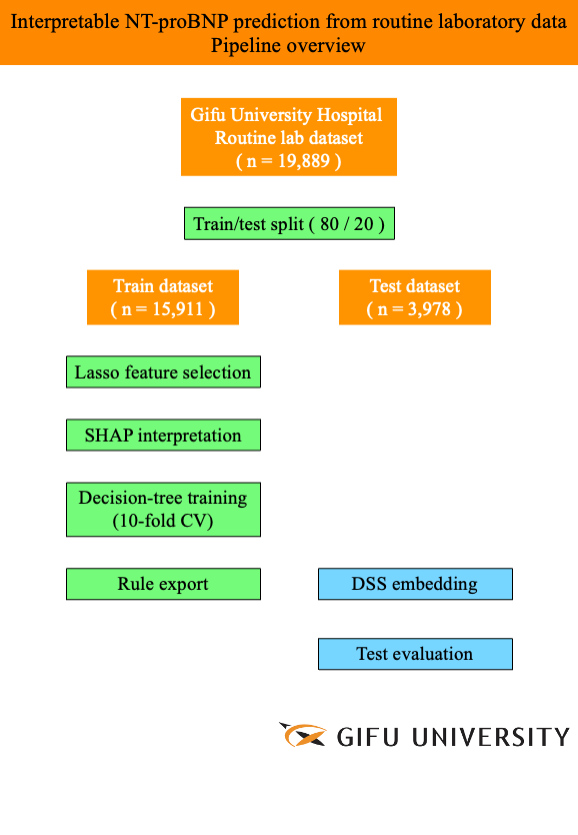 Interpretable NT-proBNP prediction from routine laboratory data
Pipeline overview
Gifu University Hospital
Routine lab dataset
( n = 19,889 )
Train/test split ( 80 / 20 )
Train dataset
( n = 15,911 )
Test dataset
( n = 3,978 )
Lasso feature selection
SHAP interpretation
Decision-tree training
(10-fold CV)
Rule export
DSS embedding
Test evaluation
GIFU UNIVERSITY